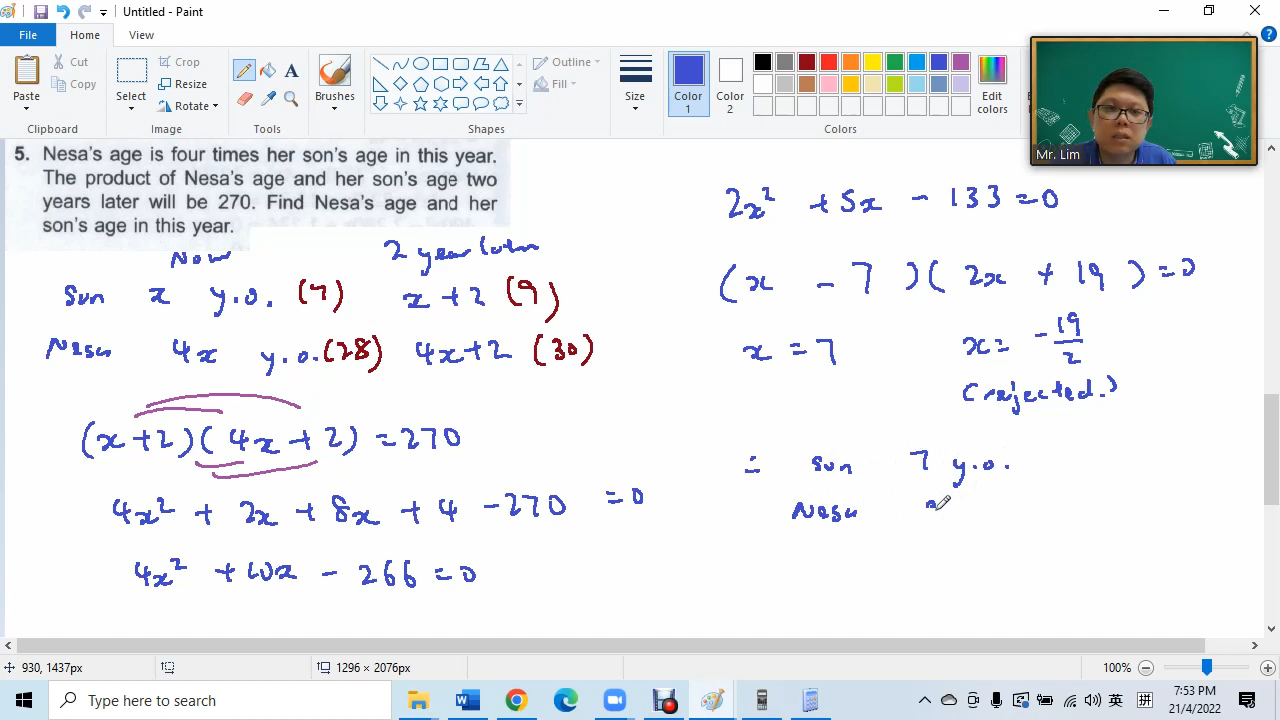 Untitled - Paint
File
Home
View
Paste
Cut
Copy
Clipboard
Select
Crop
Resize
Rotate
Image
A
Tools
Brushes
Shapes
Outline
Fill
Size
Color 1
Color 2
Edit colors
Colors
Mr. Lim
5. Nesa's age is four times her son's age in this year.
The product of Nesa's age and her son's age two
years later will be 270. Find Nesa's age and her
son's age in this year.
Now 2 year later
Son x y.o. (7) x+2 (9)
Nesa 4x y.o. (28) 4x+2 (30)
(x+2)(4x+2) = 270
4x² + 2x + 8x + 4 - 270 = 0
4x² + 10x - 266 = 0
2x² + 5x - 133 = 0
(x - 7)(2x + 19) = 0
x = 7 x = -19/2
(rejected.)
∴ son 7 y.o.
Nesa
930, 1437px
1296 × 2076px
100%
Type here to search
英
拼
7:53 PM
21/4/2022